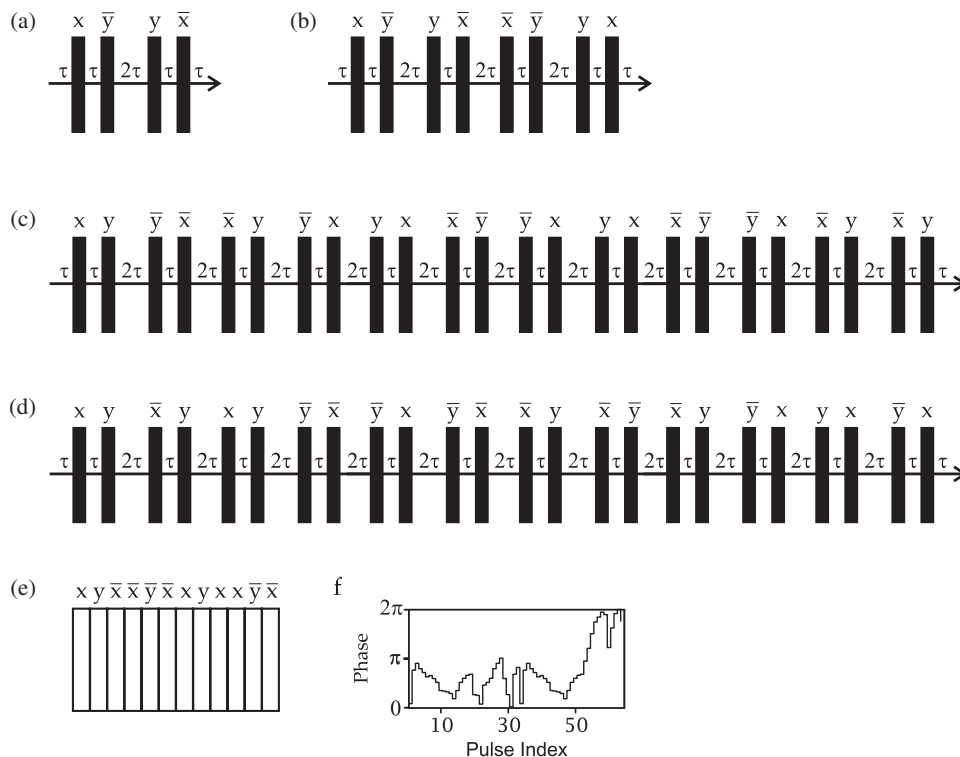 (a) x ȳ y x̄
τ τ 2τ τ τ
(b) x ȳ y x̄ x̄ ȳ y x
τ τ 2τ τ 2τ τ 2τ τ τ
(c) x y ȳ x̄ x̄ y ȳ x y x x̄ ȳ ȳ x y x x̄ ȳ ȳ x x̄ y x̄ y
τ τ 2τ τ 2τ τ 2τ τ 2τ τ 2τ τ 2τ τ 2τ τ 2τ τ 2τ τ 2τ τ 2τ τ τ
(d) x y x̄ y x y ȳ x̄ ȳ x ȳ x̄ x̄ y x̄ ȳ x̄ y ȳ x y x ȳ x
τ τ 2τ τ 2τ τ 2τ τ 2τ τ 2τ τ 2τ τ 2τ τ 2τ τ 2τ τ 2τ τ 2τ τ τ
(e) x y x̄ x̄ ȳ x̄ x y x x ȳ x̄
f
2π
π
0
Phase
10 30 50
Pulse Index